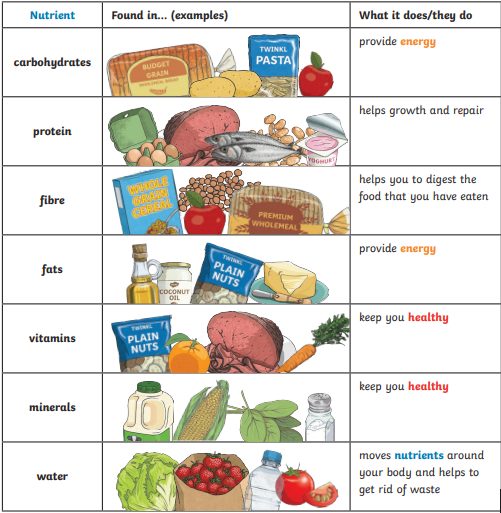 Nutrient
Found in... (examples)
What it does/they do
carbohydrates
BUDGET
GRAIN
TWINKL
PASTA
provide energy
protein
YOGHURT
helps growth and repair
fibre
WHOLE
GRAIN
CEREAL
PREMIUM
WHOLEMEAL
helps you to digest the
food that you have eaten
fats
COCONUT
OIL
TWINKL
PLAIN
NUTS
provide energy
vitamins
TWINKL
PLAIN
NUTS
keep you healthy
minerals
keep you healthy
water
moves nutrients around
your body and helps to
get rid of waste